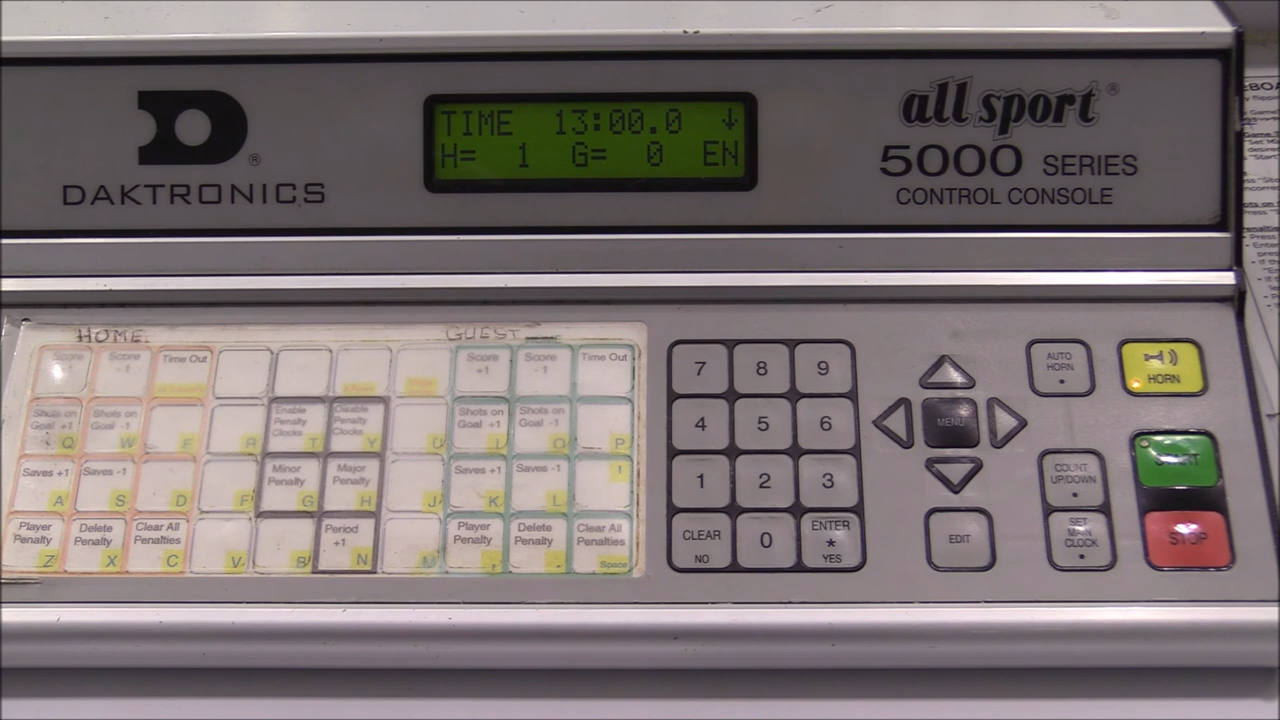 DAKTRONICS
®
TIME 13:00.0 ↓
H= 1 G= 0 EN
all sport®
5000 SERIES
CONTROL CONSOLE
HOME
GUEST
Score +1
Score -1
Time Out
Score +1
Score -1
Time Out
Shots on Goal +1 Q
Shots on Goal -1 W
E
R
Enable Penalty Clocks T
Disable Penalty Clocks Y
U
Shots on Goal +1 I
Shots on Goal -1 O
P
Saves +1 A
Saves -1 S
D
F
Minor Penalty G
Major Penalty H
J
Saves +1 K
Saves -1 L
Player Penalty Z
Delete Penalty X
Clear All Penalties C
V
B
Period +1 N
M
Player Penalty ,
Delete Penalty .
Clear All Penalties Space
7 8 9
4 5 6
1 2 3
CLEAR NO
0
ENTER * YES
MENU
EDIT
AUTO HORN
HORN
COUNT UP/DOWN
START
SET MAIN CLOCK
STOP